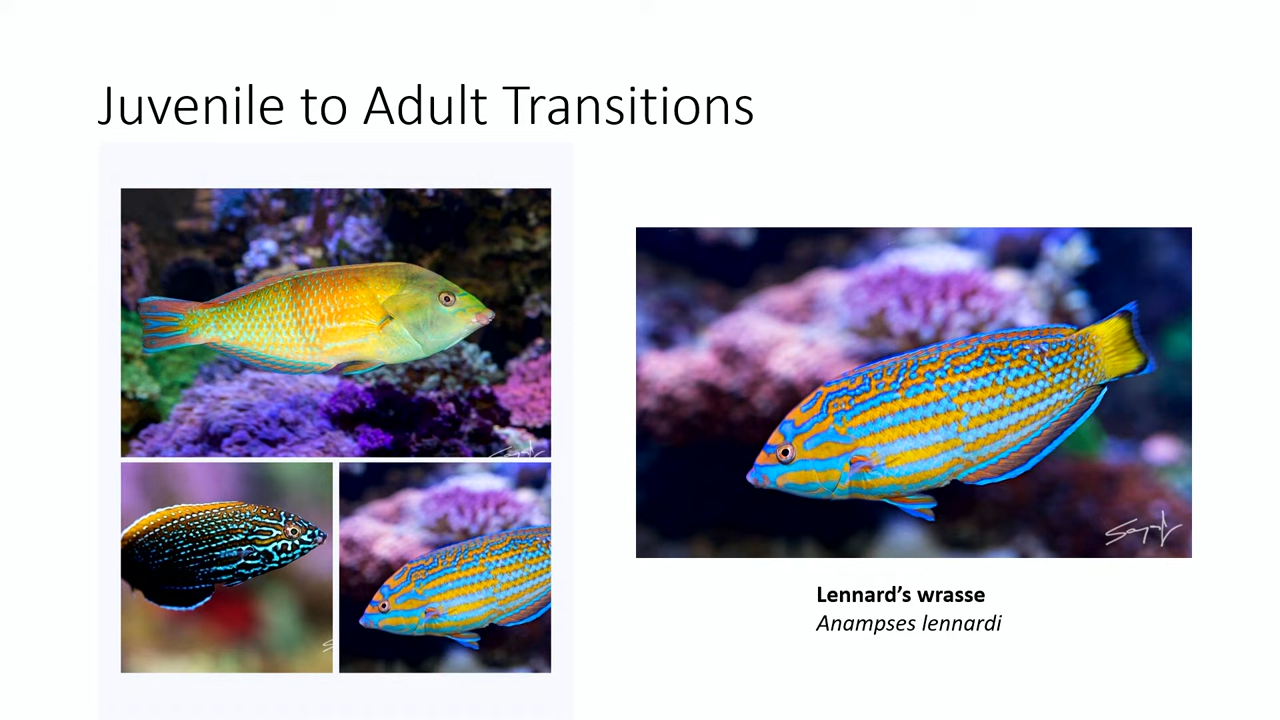 Juvenile to Adult Transitions
Lennard’s wrasse
Anampses lennardi